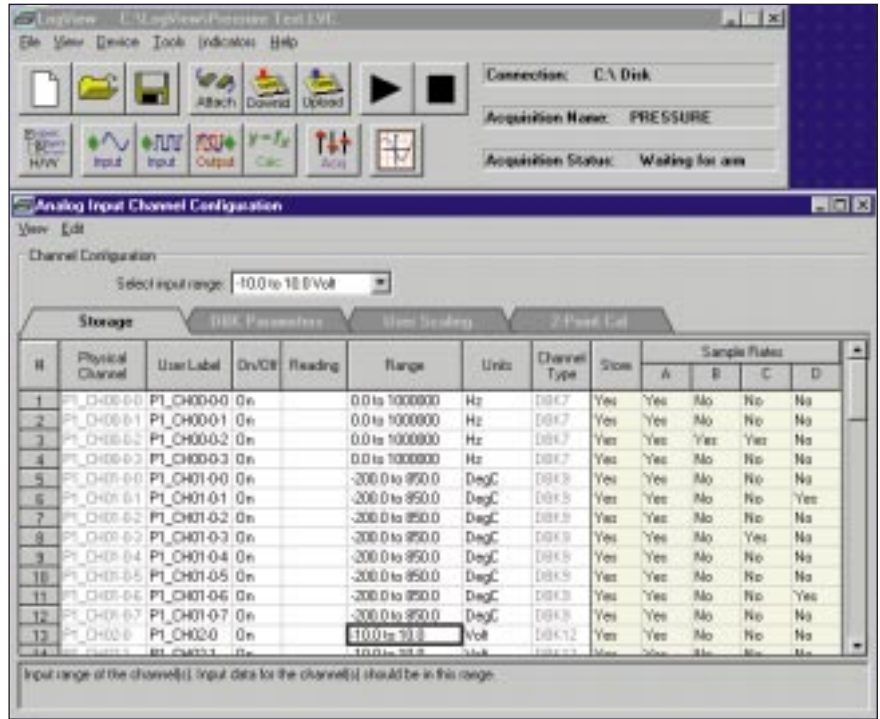 LogView C:\LogView\Pressure Test.LVC
File View Device Tools Indicators Help
Attach Downld Upload
Connection: C:\ Disk
Acquisition Name: PRESSURE
H/W Input Input Output Calc Acq
Acquisition Status: Waiting for arm
Analog Input Channel Configuration
View Edit
Channel Configuration
Select input range: -10.0 to 10.0 Volt
Storage DBK Parameters User Scaling 2-Point Cal
# Physical Channel User Label On/Off Reading Range Units Channel Type Store Sample Rates
A B C D
1 P1_CH00-0-0 P1_CH00-0-0 On 0.0 to 1000000 Hz DBK7 Yes Yes No No No
2 P1_CH00-0-1 P1_CH00-0-1 On 0.0 to 1000000 Hz DBK7 Yes Yes No No No
3 P1_CH00-0-2 P1_CH00-0-2 On 0.0 to 1000000 Hz DBK7 Yes Yes Yes Yes No
4 P1_CH00-0-3 P1_CH00-0-3 On 0.0 to 1000000 Hz DBK7 Yes Yes No No No
5 P1_CH01-0-0 P1_CH01-0-0 On -200.0 to 850.0 DegC DBK9 Yes Yes No No No
6 P1_CH01-0-1 P1_CH01-0-1 On -200.0 to 850.0 DegC DBK9 Yes Yes No No Yes
7 P1_CH01-0-2 P1_CH01-0-2 On -200.0 to 850.0 DegC DBK9 Yes Yes No No No
8 P1_CH01-0-3 P1_CH01-0-3 On -200.0 to 850.0 DegC DBK9 Yes Yes No Yes No
9 P1_CH01-0-4 P1_CH01-0-4 On -200.0 to 850.0 DegC DBK9 Yes Yes No No No
10 P1_CH01-0-5 P1_CH01-0-5 On -200.0 to 850.0 DegC DBK9 Yes Yes No No No
11 P1_CH01-0-6 P1_CH01-0-6 On -200.0 to 850.0 DegC DBK9 Yes Yes No No Yes
12 P1_CH01-0-7 P1_CH01-0-7 On -200.0 to 850.0 DegC DBK9 Yes Yes No No No
13 P1_CH02-0 P1_CH02-0 On -10.0 to 10.0 Volt DBK12 Yes Yes No No No
Input range of the channel(s). Input data for the channel(s) should be in this range.